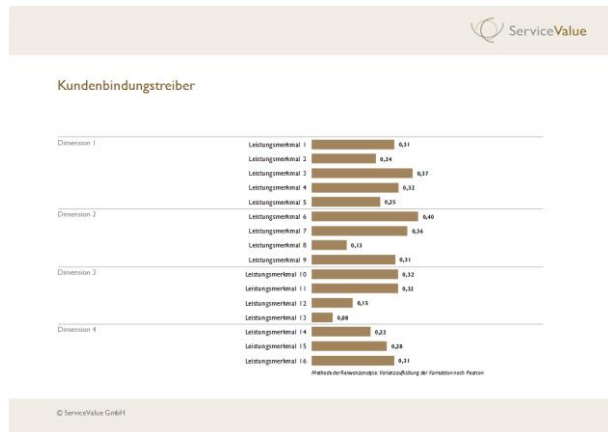 ServiceValue
Kundenbindungstreiber
Dimension 1
Leistungsmerkmal 1 0,31
Leistungsmerkmal 2 0,24
Leistungsmerkmal 3 0,37
Leistungsmerkmal 4 0,32
Leistungsmerkmal 5 0,25
Dimension 2
Leistungsmerkmal 6 0,40
Leistungsmerkmal 7 0,36
Leistungsmerkmal 8 0,13
Leistungsmerkmal 9 0,31
Dimension 3
Leistungsmerkmal 10 0,32
Leistungsmerkmal 11 0,32
Leistungsmerkmal 12 0,15
Leistungsmerkmal 13 0,08
Dimension 4
Leistungsmerkmal 14 0,22
Leistungsmerkmal 15 0,28
Leistungsmerkmal 16 0,31
Methode der Relevanzanalyse: Varianzaufklärung der Korrelation nach Pearson
© ServiceValue GmbH